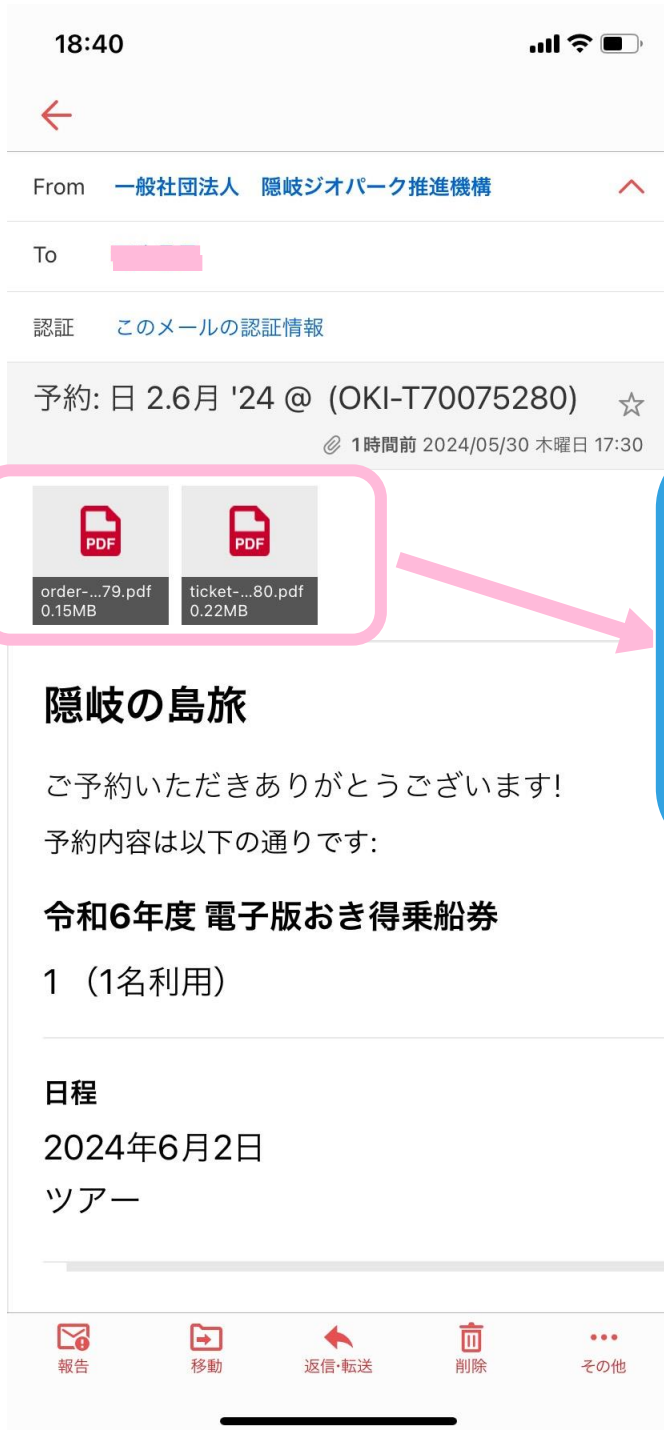 18:40
From 一般社団法人 隠岐ジオパーク推進機構
To
認証 このメールの認証情報
予約: 日 2.6月 '24 @ (OKI-T70075280)
1時間前 2024/05/30 木曜日 17:30
PDF PDF
order-...79.pdf ticket-...80.pdf
0.15MB 0.22MB
隠岐の島旅
ご予約いただきありがとうございます!
予約内容は以下の通りです:
令和6年度 電子版おき得乗船券
1 （1名利用）
日程
2024年6月2日
ツアー
報告 移動 返信・転送 削除 その他